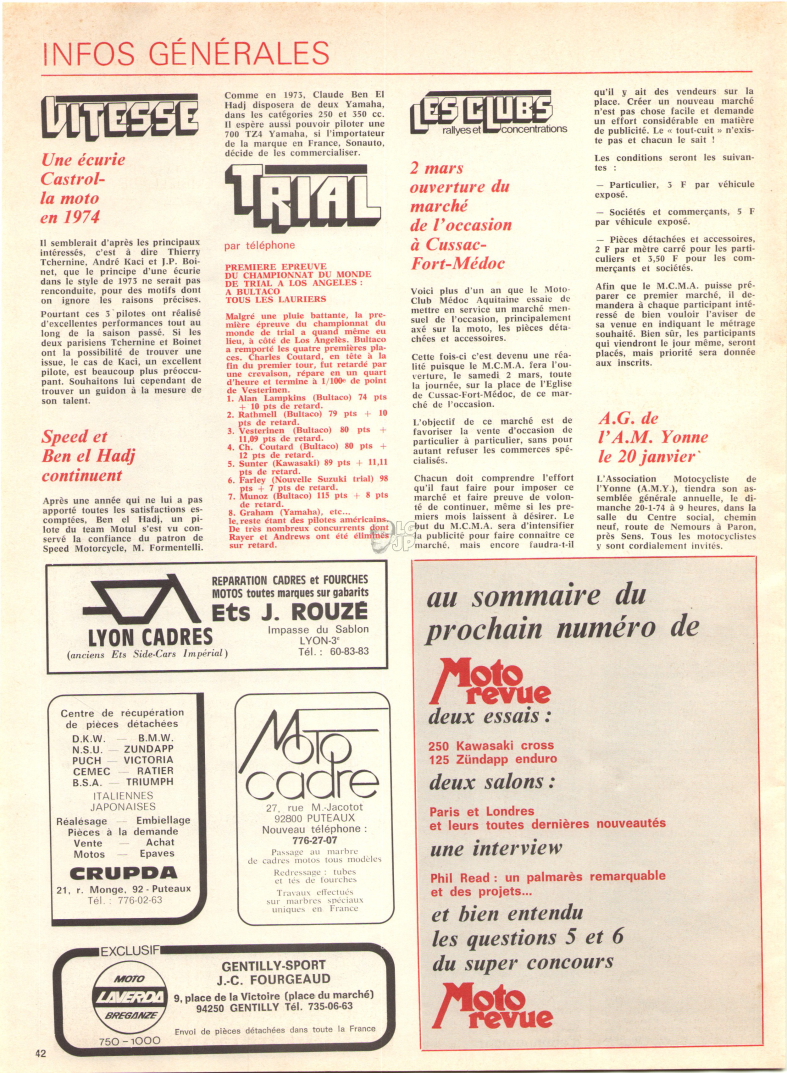 INFOS GÉNÉRALES
VITESSE
Une écurie
Castrol-
la moto
en 1974
Il semblerait d'après les principaux
intéressés, c'est à dire Thierry
Tchernine, André Kaci et J.P. Boi-
net, que le principe d'une écurie
dans le style de 1973 ne serait pas
renconduite, pour des motifs dont
on ignore les raisons précises.
Pourtant ces 3 pilotes ont réalisé
d'excellentes performances tout au
long de la saison passé. Si les
deux parisiens Tchernine et Boinet
ont la possibilité de trouver une
issue, le cas de Kaci, un excellent
pilote, est beaucoup plus préoccu-
pant. Souhaitons lui cependant de
trouver un guidon à la mesure de
son talent.
Speed et
Ben el Hadj
continuent
Après une année qui ne lui a pas
apporté toutes les satisfactions es-
comptées, Ben el Hadj, un pi-
lote du team Motul s'est vu con-
servé la confiance du patron de
Speed Motorcycle, M. Formentelli.
Comme en 1973, Claude Ben El
Hadj disposera de deux Yamaha,
dans les catégories 250 et 350 cc.
Il espère aussi pouvoir piloter une
700 TZ4 Yamaha, si l'importateur
de la marque en France, Sonauto,
décide de les commercialiser.
TRIAL
par téléphone
PREMIERE EPREUVE
DU CHAMPIONNAT DU MONDE
DE TRIAL A LOS ANGELES :
A BULTACO
TOUS LES LAURIERS
Malgré une pluie battante, la pre-
mière épreuve du championnat du
monde de trial a quand même eu
lieu, à côté de Los Angelès. Bultaco
a remporté les quatre premières pla-
ces. Charles Coutard, en tête à la
fin du premier tour, fut retardé par
une crevaison, répare en un quart
d'heure et termine à 1/100e de point
de Vesterinen.
1. Alan Lampkins (Bultaco) 74 pts
+ 10 pts de retard.
2. Rathmell (Bultaco) 79 pts + 10
pts de retard.
3. Vesterinen (Bultaco) 80 pts +
11,09 pts de retard.
4. Ch. Coutard (Bultaco) 80 pts +
12 pts de retard.
5. Sunter (Kawasaki) 89 pts + 11,11
pts de retard.
6. Farley (Nouvelle Suzuki trial) 98
pts + 7 pts de retard.
7. Munoz (Bultaco) 115 pts + 8 pts
de retard.
8. Graham (Yamaha), etc...
le reste étant des pilotes américains.
De très nombreux concurrents dont
Rayer et Andrews ont été éliminés
sur retard.
LES CLUBS
rallyes et concentrations
2 mars
ouverture du
marché
de l'occasion
à Cussac-
Fort-Médoc
Voici plus d'un an que le Moto-
Club Médoc Aquitaine essaie de
mettre en service un marché men-
suel de l'occasion, principalement
axé sur la moto, les pièces déta-
chées et accessoires.
Cette fois-ci c'est devenu une réa-
lité puisque le M.C.M.A. fera l'ou-
verture, le samedi 2 mars, toute
la journée, sur la place de l'Eglise
de Cussac-Fort-Médoc, de ce mar-
ché de l'occasion.
L'objectif de ce marché est de
favoriser la vente d'occasion de
particulier à particulier, sans pour
autant refuser les commerces spé-
cialisés.
Chacun doit comprendre l'effort
qu'il faut faire pour imposer ce
marché et faire preuve de volon-
té de continuer, même si les pre-
miers mois laissent à désirer. Le
but du M.C.M.A. sera d'intensifier
la publicité pour faire connaître ce
marché, mais encore faudra-t-il
qu'il y ait des vendeurs sur la
place. Créer un nouveau marché
n'est pas chose facile et demande
un effort considérable en matière
de publicité. Le « tout-cuit » n'exis-
te pas et chacun le sait !
Les conditions seront les suivan-
tes :
— Particulier, 3 F par véhicule
exposé.
— Sociétés et commerçants, 5 F
par véhicule exposé.
— Pièces détachées et accessoires,
2 F par mètre carré pour les parti-
culiers et 3,50 F pour les com-
merçants et sociétés.
Afin que le M.C.M.A. puisse pré-
parer ce premier marché, il de-
mandera à chaque participant inté-
ressé de bien vouloir l'aviser de
sa venue en indiquant le métrage
souhaité. Bien sûr, les participants
qui viendront le jour même, seront
placés, mais priorité sera donnée
aux inscrits.
A.G. de
l'A.M. Yonne
le 20 janvier
L'Association Motocycliste de
l'Yonne (A.M.Y.), tiendra son as-
semblée générale annuelle, le di-
manche 20-1-74 à 9 heures, dans la
salle du Centre social, chemin
neuf, route de Nemours à Paron,
près Sens. Tous les motocyclistes
y sont cordialement invités.
LG
JP
REPARATION CADRES et FOURCHES
MOTOS toutes marques sur gabarits
Ets J. ROUZÉ
LYON CADRES
(anciens Ets Side-Cars Impérial)
Impasse du Sablon
LYON-3e
Tél. : 60-83-83
Centre de récupération
de pièces détachées
D.K.W. — B.M.W.
N.S.U. — ZUNDAPP
PUCH — VICTORIA
CEMEC — RATIER
B.S.A. — TRIUMPH
ITALIENNES
JAPONAISES
Réalésage — Embiellage
Pièces à la demande
Vente — Achat
Motos — Epaves
CRUPDA
21, r. Monge, 92 - Puteaux
Tél. : 776-02-63
Moto
cadre
27, rue M.-Jacotot
92800 PUTEAUX
Nouveau téléphone :
776-27-07
Passage au marbre
de cadres motos tous modèles
Redressage : tubes
et tés de fourches
Travaux effectués
sur marbres spéciaux
uniques en France
EXCLUSIF
MOTO
LAVERDA
BREGANZE
750 - 1000
GENTILLY-SPORT
J.-C. FOURGEAUD
9, place de la Victoire (place du marché)
94250 GENTILLY Tél. 735-06-63
Envoi de pièces détachées dans toute la France
au sommaire du
prochain numéro de
Moto
revue
deux essais :
250 Kawasaki cross
125 Zündapp enduro
deux salons :
Paris et Londres
et leurs toutes dernières nouveautés
une interview
Phil Read : un palmarès remarquable
et des projets...
et bien entendu
les questions 5 et 6
du super concours
Moto
revue
42